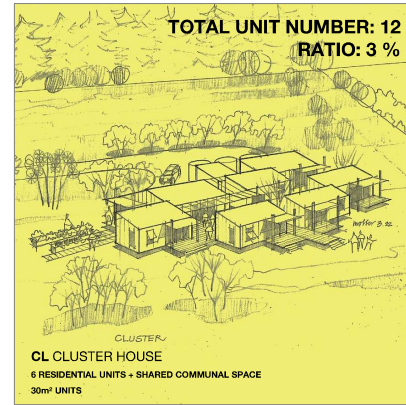 TOTAL UNIT NUMBER: 12
RATIO: 3 %
CLUSTER
CL CLUSTER HOUSE
6 RESIDENTIAL UNITS + SHARED COMMUNAL SPACE
30m² UNITS